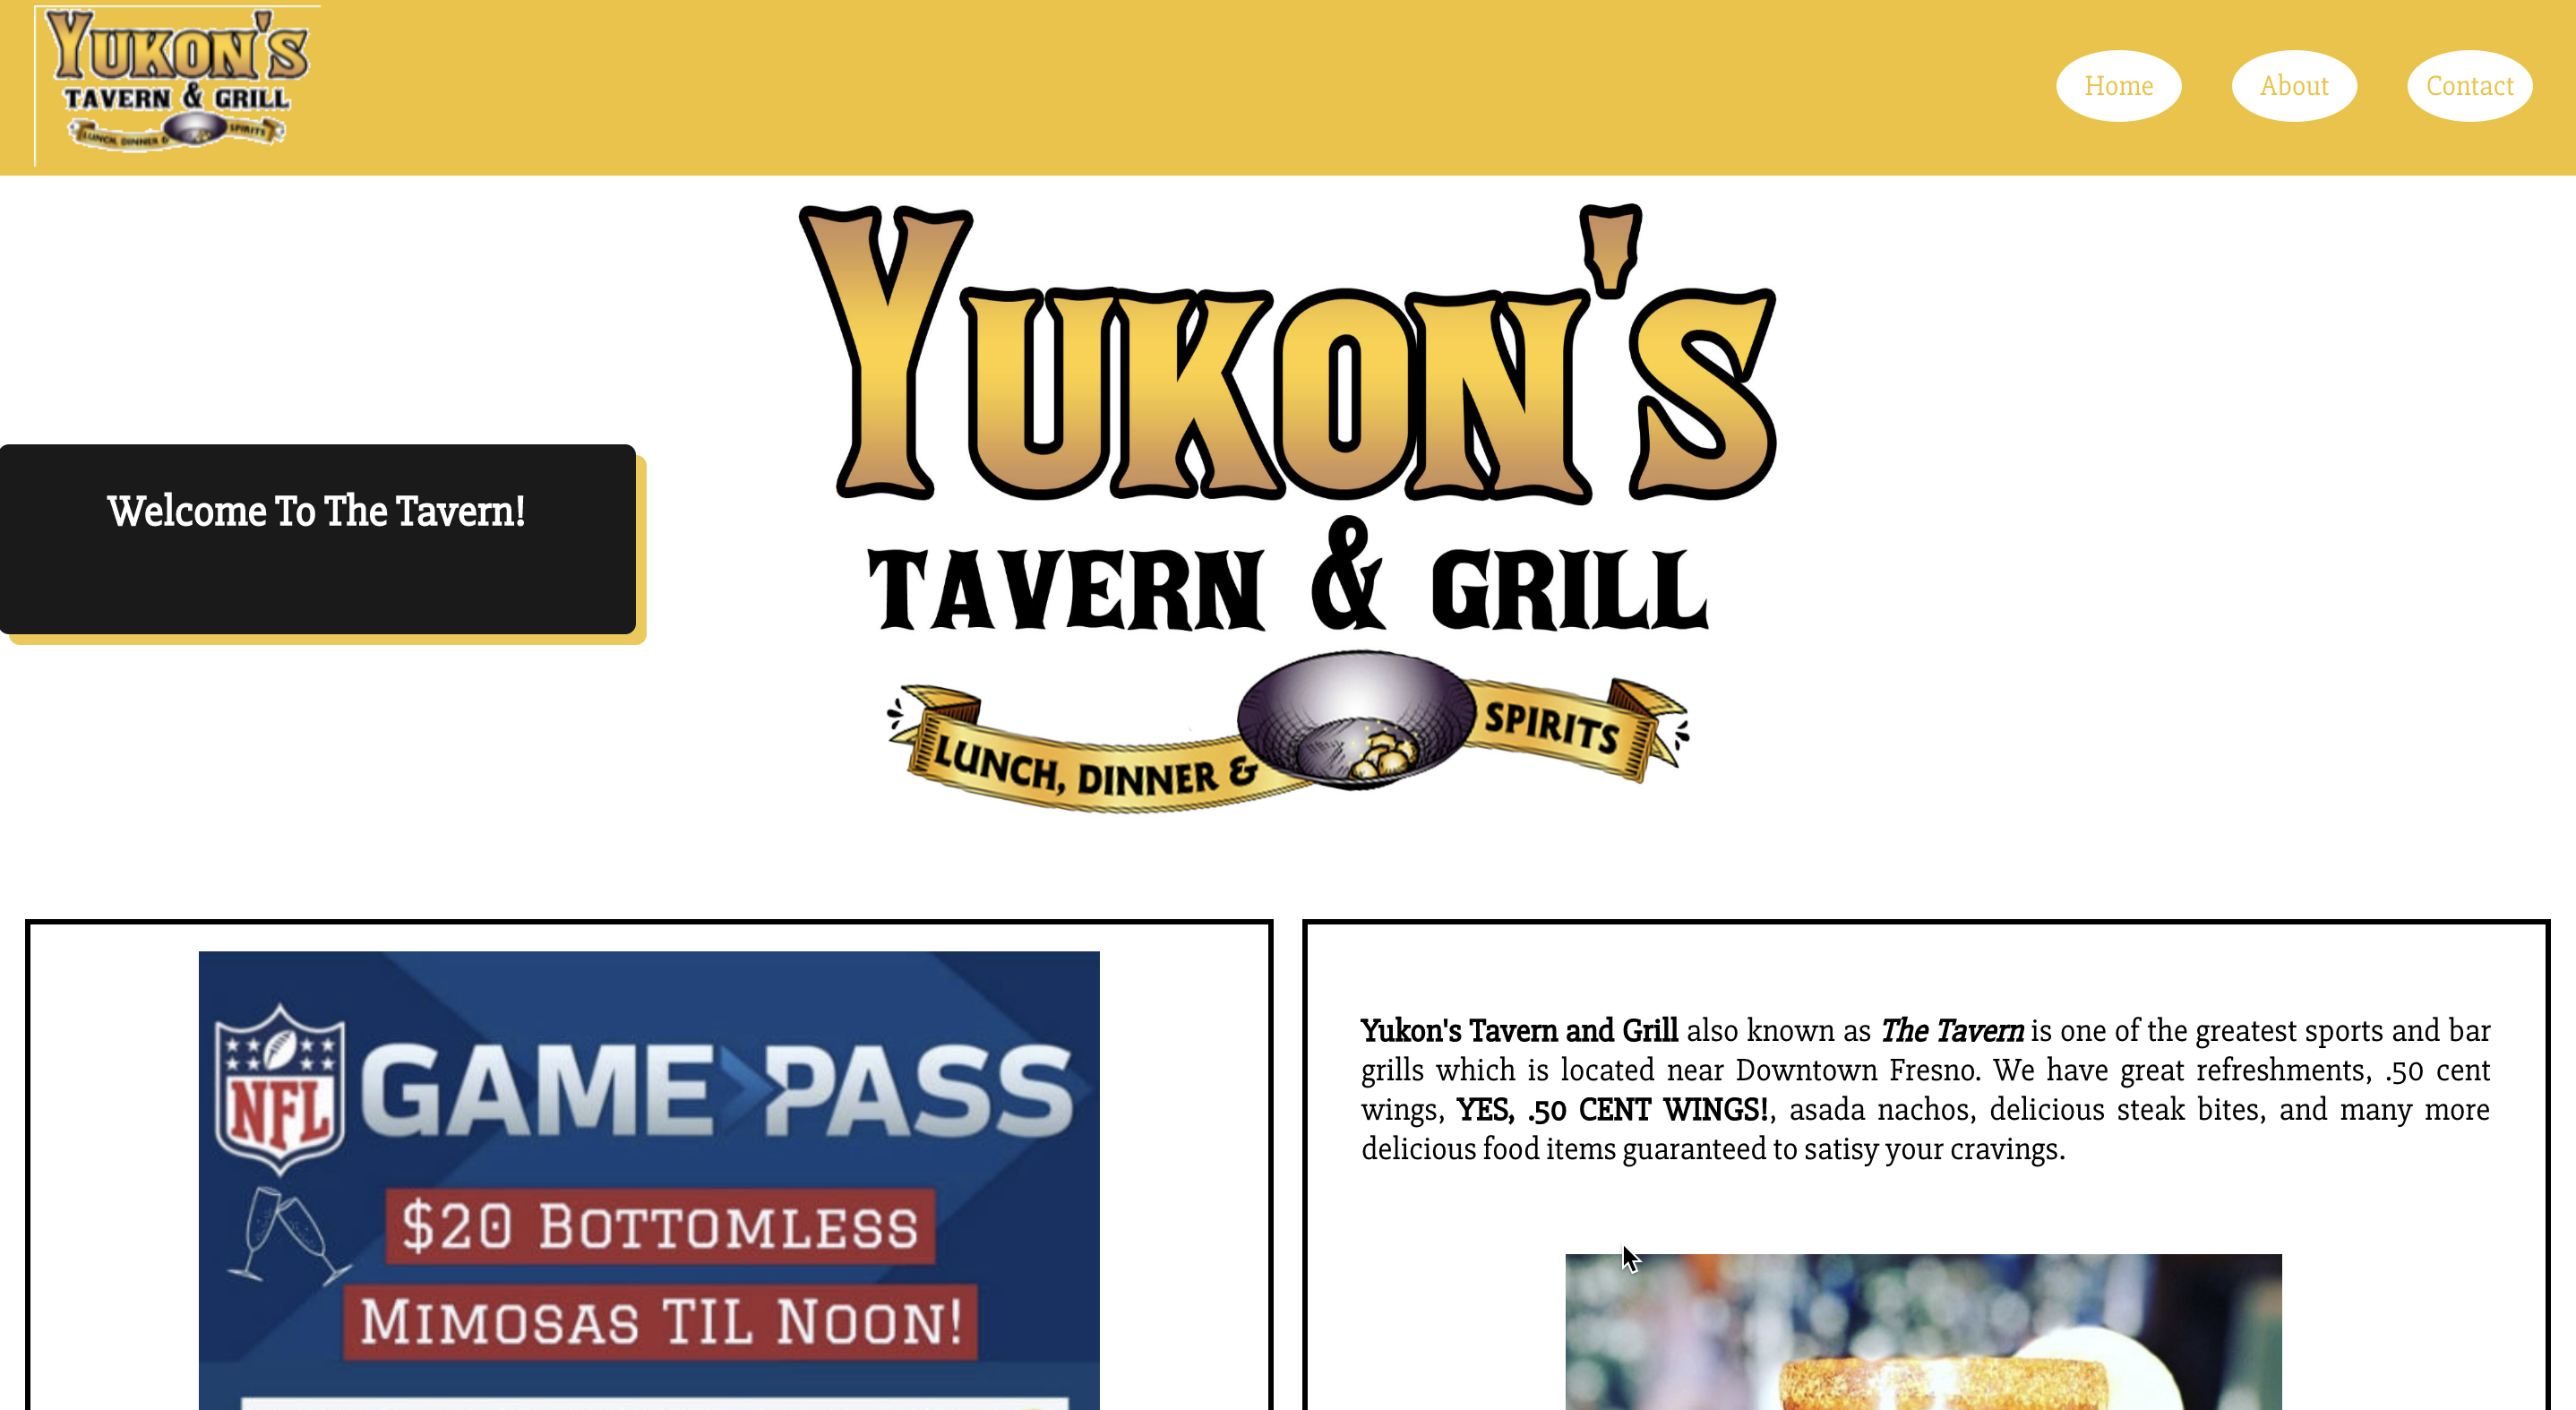 YUKON'S
TAVERN & GRILL
LUNCH, DINNER & SPIRITS
Home
About
Contact
YUKON'S
TAVERN & GRILL
LUNCH, DINNER & SPIRITS
Welcome To The Tavern!
NFL GAME PASS
$20 BOTTOMLESS
MIMOSAS TIL NOON!
Yukon's Tavern and Grill also known as The Tavern is one of the greatest sports and bar
grills which is located near Downtown Fresno. We have great refreshments, .50 cent
wings, YES, .50 CENT WINGS!, asada nachos, delicious steak bites, and many more
delicious food items guaranteed to satisy your cravings.